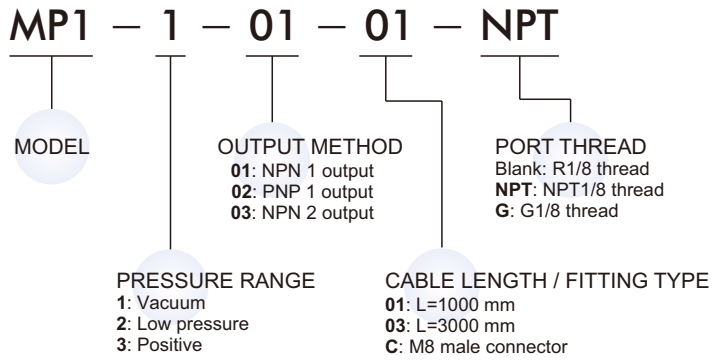 MP1 – 1 – 01 – 01 – NPT
MODEL
OUTPUT METHOD
01: NPN 1 output
02: PNP 1 output
03: NPN 2 output
PORT THREAD
Blank: R1/8 thread
NPT: NPT1/8 thread
G: G1/8 thread
PRESSURE RANGE
1: Vacuum
2: Low pressure
3: Positive
CABLE LENGTH / FITTING TYPE
01: L=1000 mm
03: L=3000 mm
C: M8 male connector